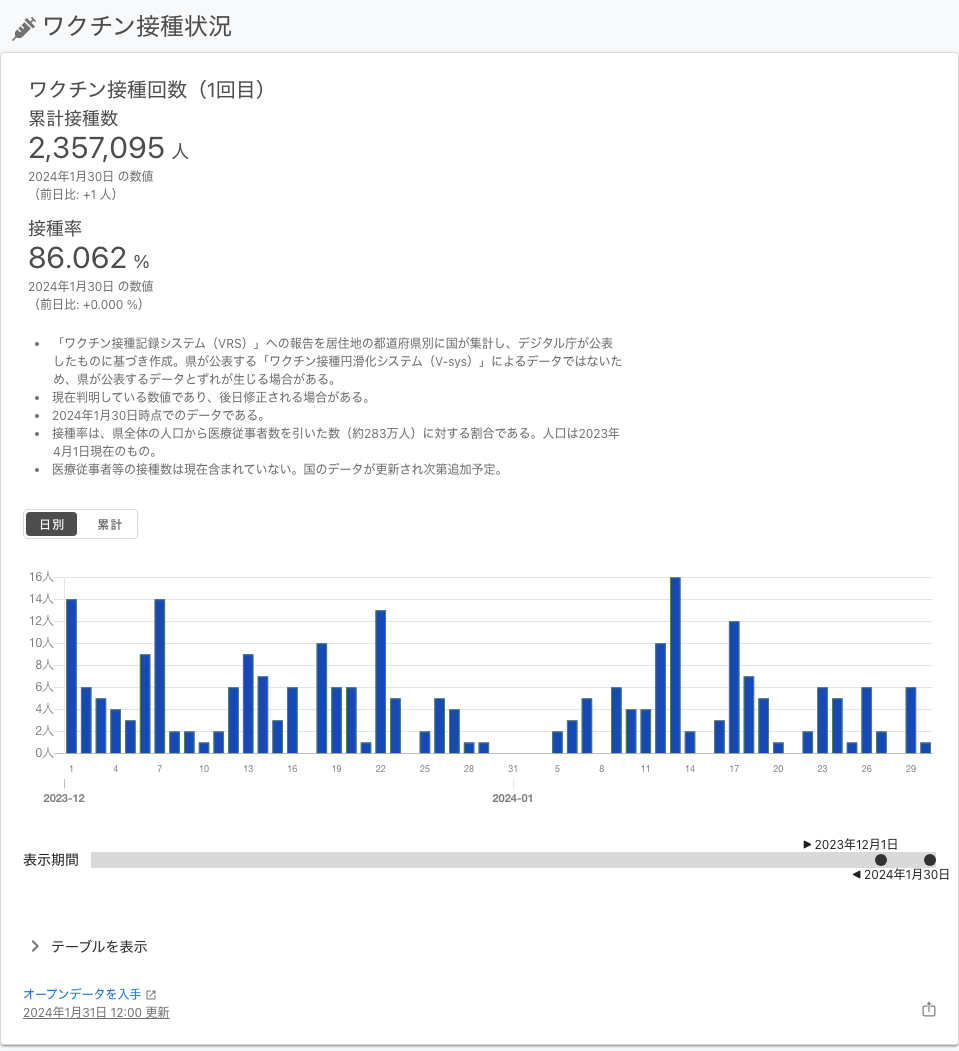 ワクチン接種状況
ワクチン接種回数（1回目）
累計接種数
2,357,095 人
2024年1月30日 の数値
（前日比: +1 人）
接種率
86.062 %
2024年1月30日 の数値
（前日比: +0.000 %）
• 「ワクチン接種記録システム（VRS）」への報告を居住地の都道府県別に国が集計し、デジタル庁が公表
したものに基づき作成。県が公表する「ワクチン接種円滑化システム（V-sys）」によるデータではないた
め、県が公表するデータとずれが生じる場合がある。
• 現在判明している数値であり、後日修正される場合がある。
• 2024年1月30日時点でのデータである。
• 接種率は、県全体の人口から医療従事者数を引いた数（約283万人）に対する割合である。人口は2023年
4月1日現在のもの。
• 医療従事者等の接種数は現在含まれていない。国のデータが更新され次第追加予定。
日別 累計
16人
14人
12人
10人
8人
6人
4人
2人
0人
1 4 7 10 13 16 19 22 25 28 31 5 8 11 14 17 20 23 26 29
2023-12 2024-01
▶ 2023年12月1日
表示期間
◀ 2024年1月30日
テーブルを表示
オープンデータを入手
2024年1月31日 12:00 更新